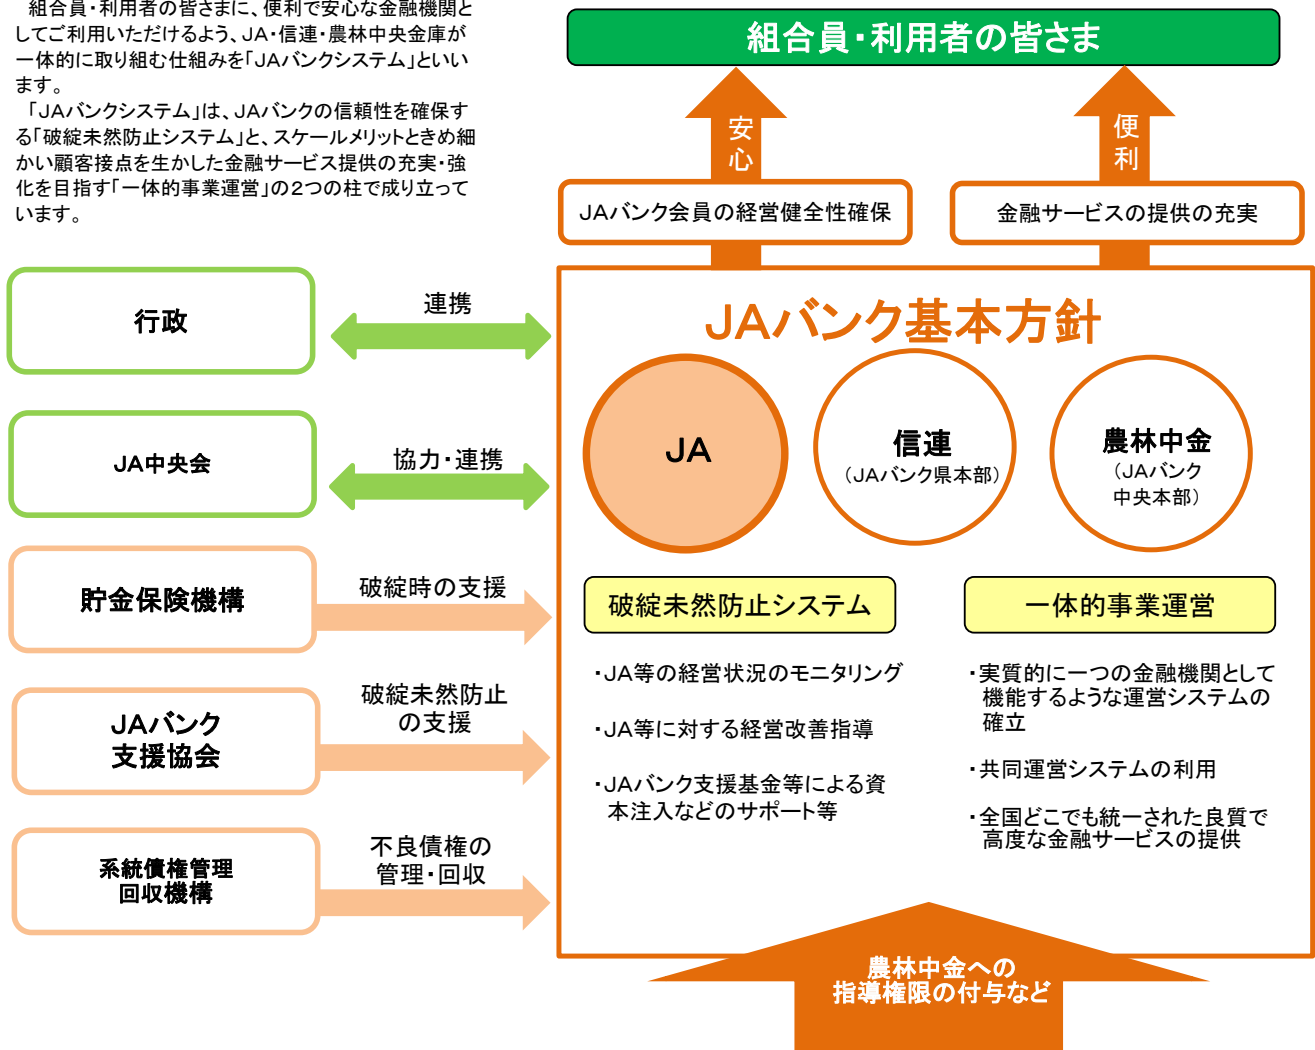 組合員・利用者の皆さまに、便利で安心な金融機関と
してご利用いただけるよう、JA・信連・農林中央金庫が
一体的に取り組む仕組みを「JAバンクシステム」といい
ます。
「JAバンクシステム」は、JAバンクの信頼性を確保す
る「破綻未然防止システム」と、スケールメリットときめ細
かい顧客接点を生かした金融サービス提供の充実・強
化を目指す「一体的事業運営」の2つの柱で成り立って
います。
組合員・利用者の皆さま
安心
便利
JAバンク会員の経営健全性確保
金融サービスの提供の充実
行政
連携
JA中央会
協力・連携
貯金保険機構
破綻時の支援
JAバンク
支援協会
破綻未然防止
の支援
系統債権管理
回収機構
不良債権の
管理・回収
JAバンク基本方針
JA
信連
（JAバンク県本部）
農林中金
（JAバンク
中央本部）
破綻未然防止システム
・JA等の経営状況のモニタリング
・JA等に対する経営改善指導
・JAバンク支援基金等による資
本注入などのサポート等
一体的事業運営
・実質的に一つの金融機関として
機能するような運営システムの
確立
・共同運営システムの利用
・全国どこでも統一された良質で
高度な金融サービスの提供
農林中金への
指導権限の付与など